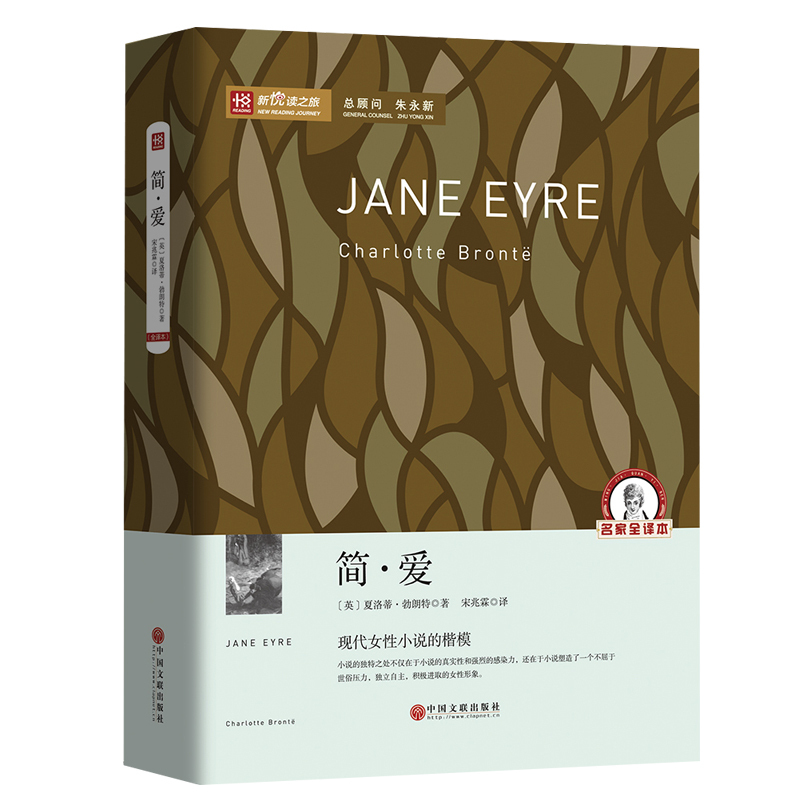 READING
新悦读之旅
NEW READING JOURNEY
总顾问 朱永新
GENERAL COUNSEL ZHU YONG XIN
JANE EYRE
Charlotte Brontë
名家全译本
简·爱
［英］夏洛蒂·勃朗特◎著 宋兆霖◎译
现代女性小说的楷模
小说的独特之处不仅在于小说的真实性和强烈的感染力，还在于小说塑造了一个不屈于
世俗压力，独立自主，积极进取的女性形象。
中国文联出版社
http://www.clapnet.cn
JANE EYRE
Charlotte Brontë
简·爱
［英］夏洛蒂·勃朗特◎著
宋兆霖◎译
（全译本）
中国文联出版社
http://www.clapnet.cn